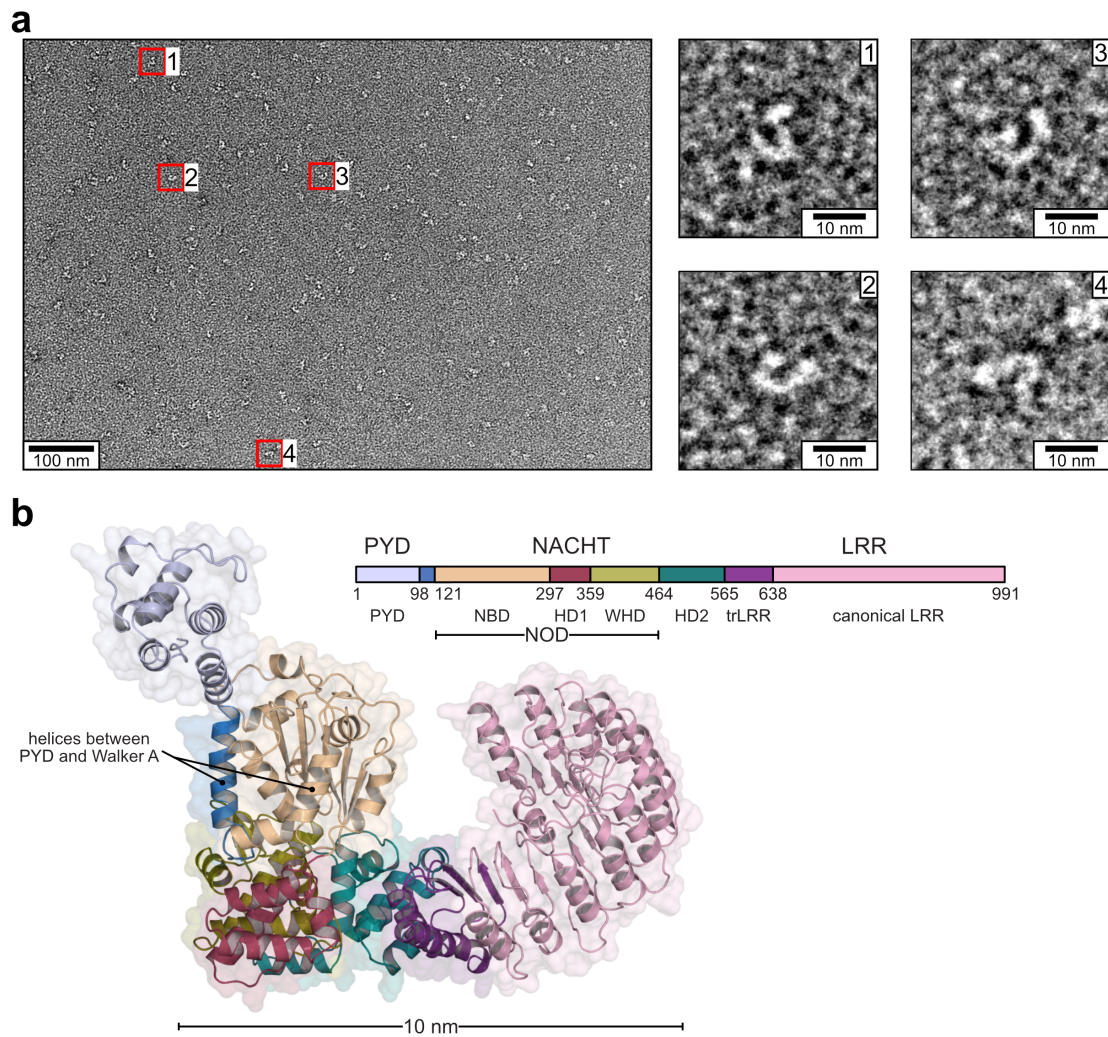 a
1
2
3
4
100 nm
1
10 nm
3
10 nm
2
10 nm
4
10 nm
b
PYD NACHT LRR
1 98 121 297 359 464 565 638 991
PYD NBD HD1 WHD HD2 trLRR canonical LRR
NOD
helices between
PYD and Walker A
10 nm